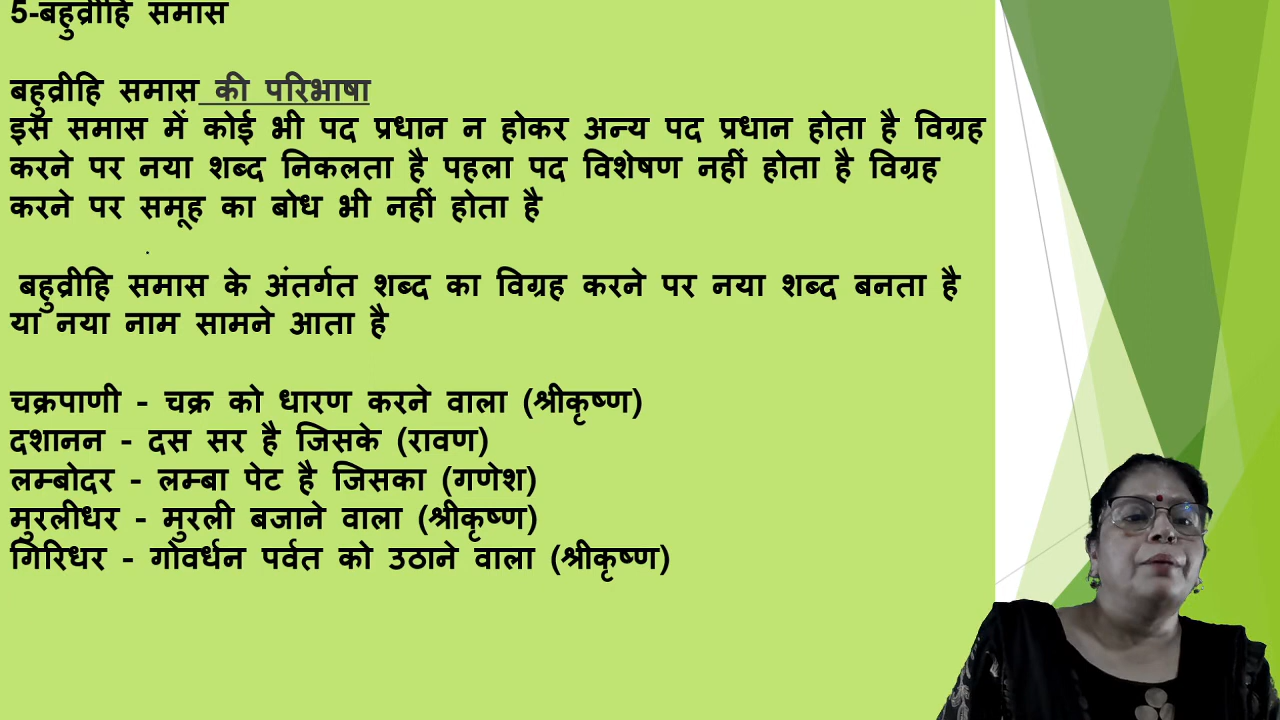 5-बहुव्रीहि समास
बहुव्रीहि समास की परिभाषा
इस समास में कोई भी पद प्रधान न होकर अन्य पद प्रधान होता है विग्रह
करने पर नया शब्द निकलता है पहला पद विशेषण नहीं होता है विग्रह
करने पर समूह का बोध भी नहीं होता है
.
बहुव्रीहि समास के अंतर्गत शब्द का विग्रह करने पर नया शब्द बनता है
या नया नाम सामने आता है
चक्रपाणी - चक्र को धारण करने वाला (श्रीकृष्ण)
दशानन - दस सर है जिसके (रावण)
लम्बोदर - लम्बा पेट है जिसका (गणेश)
मुरलीधर - मुरली बजाने वाला (श्रीकृष्ण)
गिरिधर - गोवर्धन पर्वत को उठाने वाला (श्रीकृष्ण)